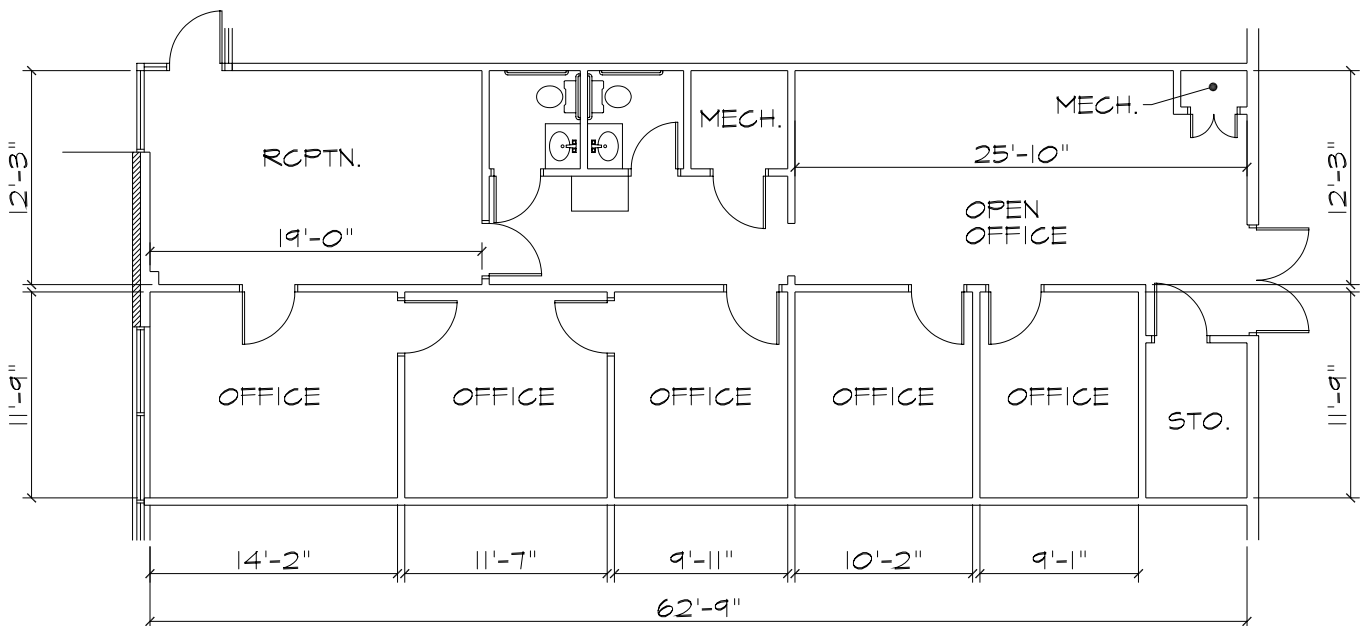 MECH.
MECH.
RCPTN.
25'-10"
12'-3"
12'-3"
OPEN
OFFICE
19'-0"
OFFICE
OFFICE
OFFICE
OFFICE
OFFICE
STO.
11'-9"
11'-9"
14'-2"
11'-7"
9'-11"
10'-2"
9'-1"
62'-9"